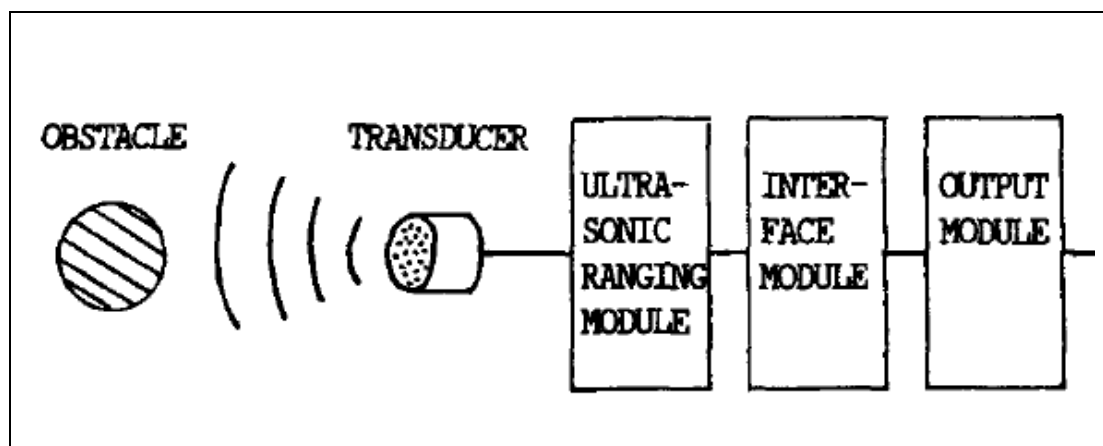 OBSTACLE
TRANSDUCER
ULTRA-
SONIC
RANGING
MODULE
INTER-
FACE
MODULE
OUTPUT
MODULE